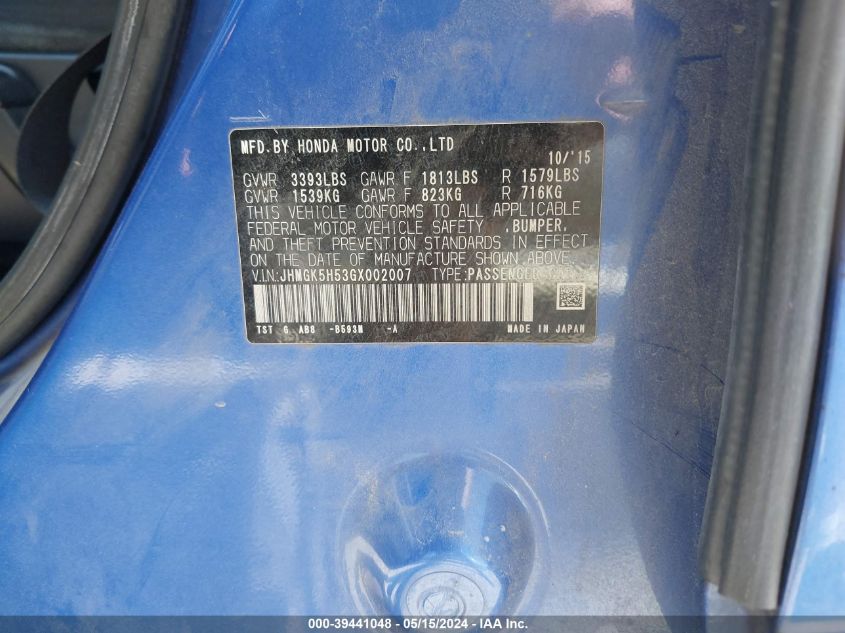 MFD.BY HONDA MOTOR CO.,LTD
10/'15
GVWR 3393LBS GAWR F 1813LBS R 1579LBS
GVWR 1539KG GAWR F 823KG R 716KG
THIS VEHICLE CONFORMS TO ALL APPLICABLE
FEDERAL MOTOR VEHICLE SAFETY ,BUMPER,
AND THEFT PREVENTION STANDARDS IN EFFECT
ON THE DATE OF MANUFACTURE SHOWN ABOVE.
V.I.N:JHMGK5H53GX002007 TYPE:PASSENGER
TST G AB8 -B593M -A
MADE IN JAPAN
000-39441048 - 05/15/2024 - IAA Inc.